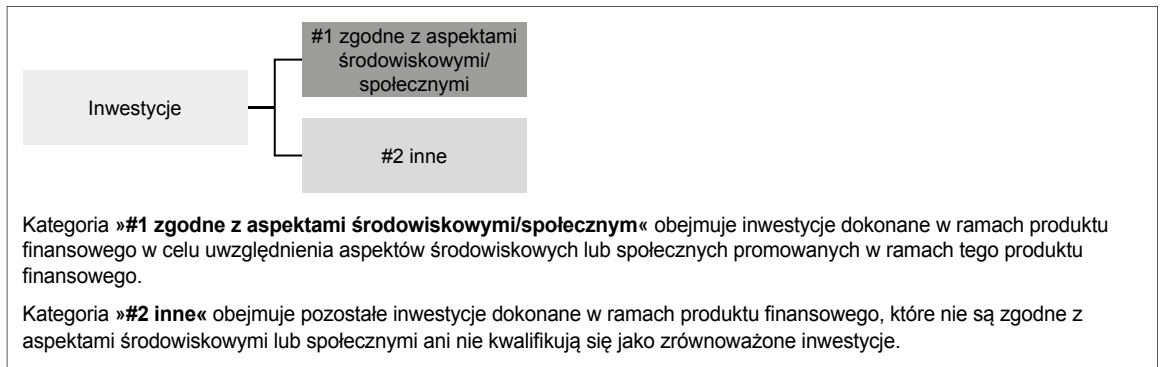 #1 zgodne z aspektami
środowiskowymi/
społecznymi
Inwestycje
#2 inne
Kategoria »#1 zgodne z aspektami środowiskowymi/społecznym« obejmuje inwestycje dokonane w ramach produktu
finansowego w celu uwzględnienia aspektów środowiskowych lub społecznych promowanych w ramach tego produktu
finansowego.
Kategoria »#2 inne« obejmuje pozostałe inwestycje dokonane w ramach produktu finansowego, które nie są zgodne z
aspektami środowiskowymi lub społecznymi ani nie kwalifikują się jako zrównoważone inwestycje.